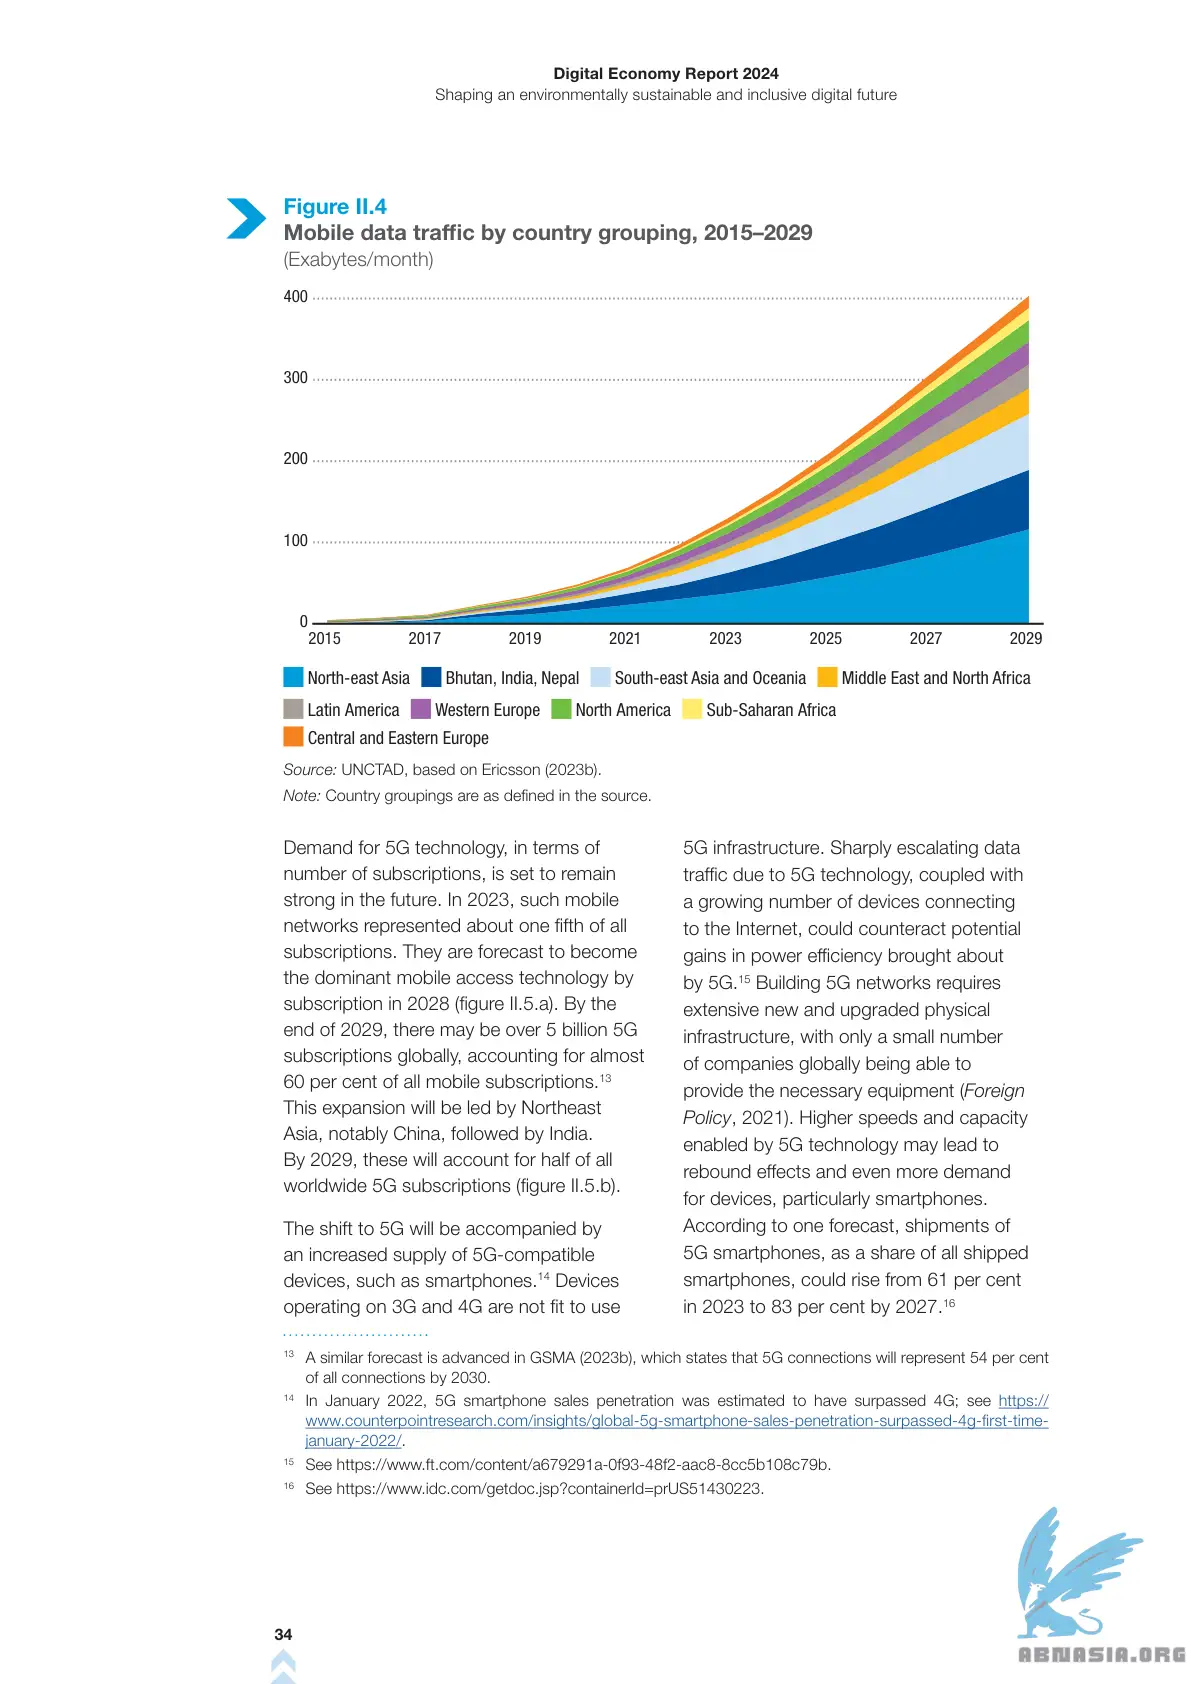 Digital Economy Report 2024
Shaping an environmentally sustainable and inclusive digital future
Figure II.4
Mobile data traffic by country grouping, 2015–2029
(Exabytes/month)
400
300
200
100
0
2015 2017 2019 2021 2023 2025 2027 2029
North-east Asia Bhutan, India, Nepal South-east Asia and Oceania Middle East and North Africa
Latin America Western Europe North America Sub-Saharan Africa
Central and Eastern Europe
Source: UNCTAD, based on Ericsson (2023b).
Note: Country groupings are as defined in the source.
Demand for 5G technology, in terms of
number of subscriptions, is set to remain
strong in the future. In 2023, such mobile
networks represented about one fifth of all
subscriptions. They are forecast to become
the dominant mobile access technology by
subscription in 2028 (figure II.5.a). By the
end of 2029, there may be over 5 billion 5G
subscriptions globally, accounting for almost
60 per cent of all mobile subscriptions.13
This expansion will be led by Northeast
Asia, notably China, followed by India.
By 2029, these will account for half of all
worldwide 5G subscriptions (figure II.5.b).
The shift to 5G will be accompanied by
an increased supply of 5G-compatible
devices, such as smartphones.14 Devices
operating on 3G and 4G are not fit to use
5G infrastructure. Sharply escalating data
traffic due to 5G technology, coupled with
a growing number of devices connecting
to the Internet, could counteract potential
gains in power efficiency brought about
by 5G.15 Building 5G networks requires
extensive new and upgraded physical
infrastructure, with only a small number
of companies globally being able to
provide the necessary equipment (Foreign
Policy, 2021). Higher speeds and capacity
enabled by 5G technology may lead to
rebound effects and even more demand
for devices, particularly smartphones.
According to one forecast, shipments of
5G smartphones, as a share of all shipped
smartphones, could rise from 61 per cent
in 2023 to 83 per cent by 2027.16
13 A similar forecast is advanced in GSMA (2023b), which states that 5G connections will represent 54 per cent
of all connections by 2030.
14 In January 2022, 5G smartphone sales penetration was estimated to have surpassed 4G; see https://
www.counterpointresearch.com/insights/global-5g-smartphone-sales-penetration-surpassed-4g-first-time-
january-2022/.
15 See https://www.ft.com/content/a679291a-0f93-48f2-aac8-8cc5b108c79b.
16 See https://www.idc.com/getdoc.jsp?containerId=prUS51430223.
34
ABNASIA.ORG